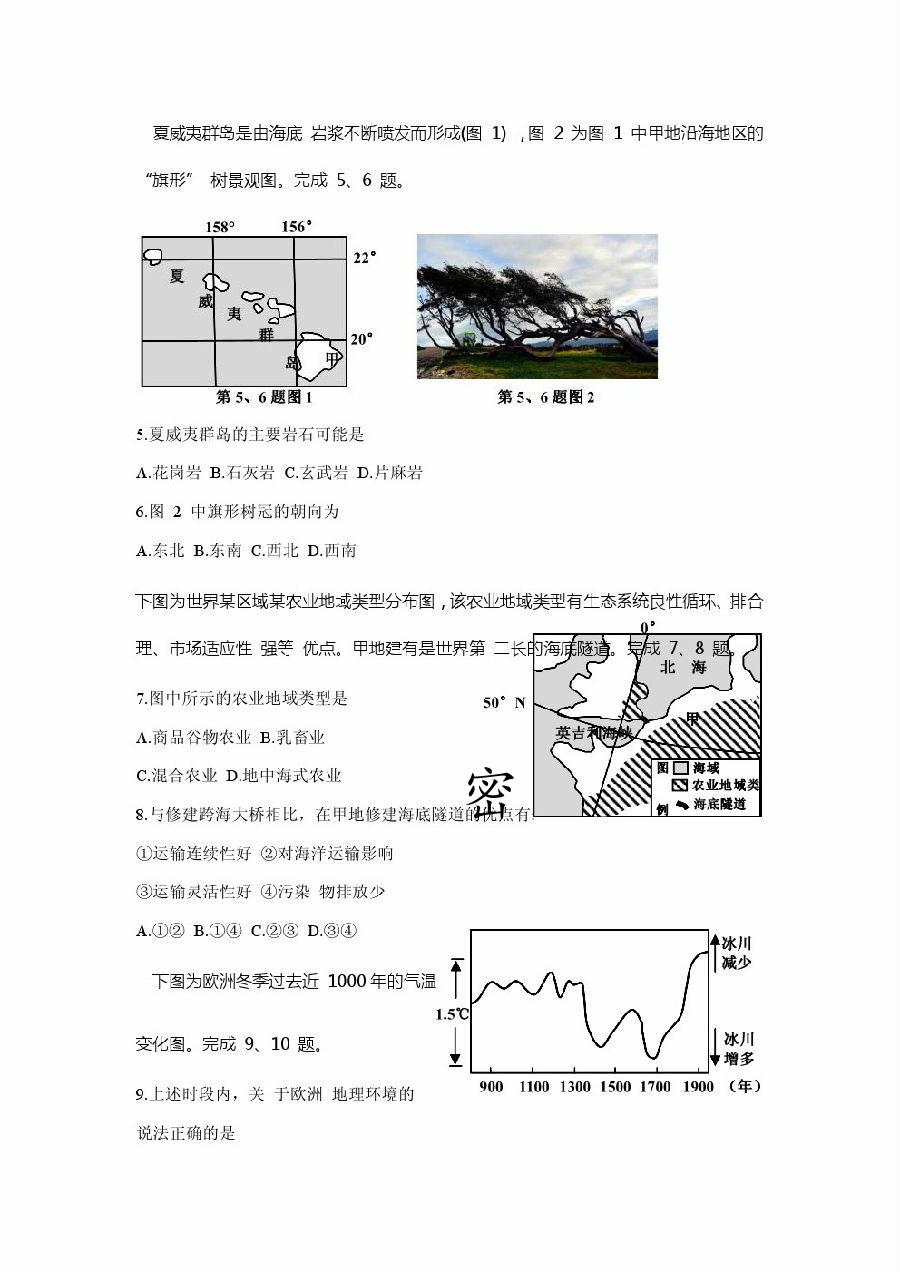 夏威夷群岛是由海底 岩浆不断喷发而形成(图 1) ,图 2 为图 1 中甲地沿海地区的
“旗形” 树景观图。完成 5、6 题。
158° 156°
22°
夏
威
夷
群
20°
岛 甲
第 5、6 题图 1
第 5、6 题图 2
5.夏威夷群岛的主要岩石可能是
A.花岗岩 B.石灰岩 C.玄武岩 D.片麻岩
6.图 2 中旗形树冠的朝向为
A.东北 B.东南 C.西北 D.西南
下图为世界某区域某农业地域类型分布图,该农业地域类型有生态系统良性循环、排合
理、市场适应性 强等 优点。甲地建有是世界第 二长的海底隧道。完成 7、8 题。
0°
北 海
50° N
甲
英吉利海峡
图 海域
农业地域类
例 海底隧道
7.图中所示的农业地域类型是
A.商品谷物农业 B.乳畜业
C.混合农业 D.地中海式农业
密
8.与修建跨海大桥相比，在甲地修建海底隧道的优点有
①运输连续性好 ②对海洋运输影响
③运输灵活性好 ④污染 物排放少
A.①② B.①④ C.②③ D.③④
下图为欧洲冬季过去近 1000 年的气温
变化图。完成 9、10 题。
冰川
减少
1.5℃
冰川
增多
900 1100 1300 1500 1700 1900 (年)
9.上述时段内，关 于欧洲 地理环境的
说法正确的是